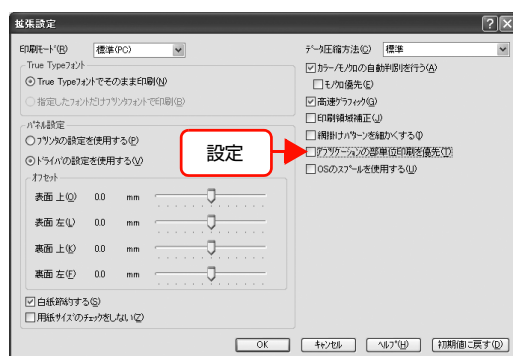 拡張設定
印刷ﾓｰﾄﾞ(R) 標準(PC)
True Typeﾌｫﾝﾄ
True Typeﾌｫﾝﾄでそのまま印刷(N)
指定したﾌｫﾝﾄだけﾌﾟﾘﾝﾀﾌｫﾝﾄで印刷(B)
ﾊﾟﾈﾙ設定
ﾌﾟﾘﾝﾀの設定を使用する(P)
ﾄﾞﾗｲﾊﾞの設定を使用する(V)
ｵﾌｾｯﾄ
表面 上(O) 0.0 mm
表面 左(L) 0.0 mm
裏面 上(K) 0.0 mm
裏面 左(F) 0.0 mm
白紙節約する(S)
用紙ｻｲｽﾞのﾁｪｯｸをしない(Z)
ﾃﾞｰﾀ圧縮方法(C) 標準
ｶﾗｰ/ﾓﾉｸﾛの自動判別を行う(A)
ﾓﾉｸﾛ優先(E)
高速ｸﾞﾗﾌｨｯｸ(G)
印刷領域補正(J)
網掛けﾊﾟﾀｰﾝを細かくする(I)
ｱﾌﾟﾘｹｰｼｮﾝの部単位印刷を優先(T)
OSのｽﾌﾟｰﾙを使用する(U)
設定
OK ｷｬﾝｾﾙ ﾍﾙﾌﾟ(H) 初期値に戻す(D)